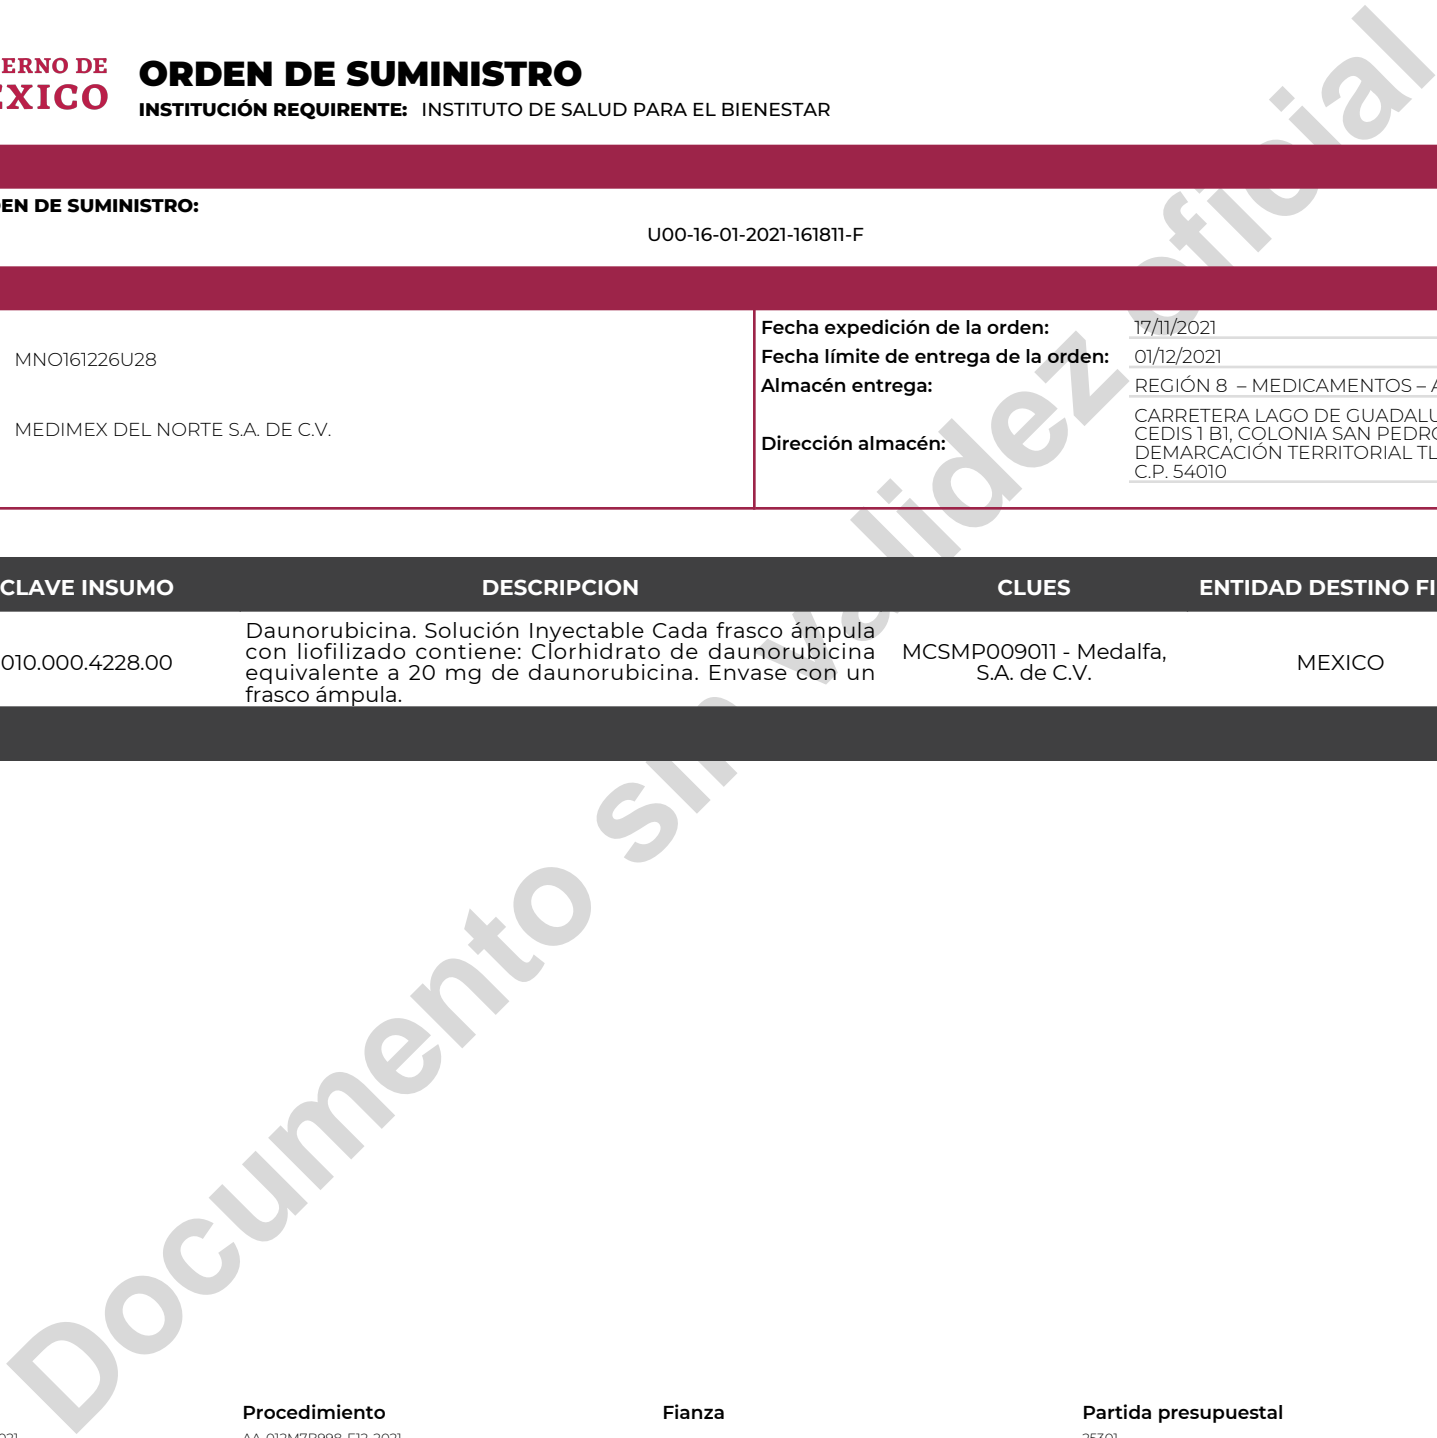 ERNO DE
EXICO
ORDEN DE SUMINISTRO
INSTITUCIÓN REQUIRENTE: INSTITUTO DE SALUD PARA EL BIENESTAR
EN DE SUMINISTRO:
U00-16-01-2021-161811-F
MNO161226U28
MEDIMEX DEL NORTE S.A. DE C.V.
Fecha expedición de la orden: 17/11/2021
Fecha límite de entrega de la orden: 01/12/2021
Almacén entrega: REGIÓN 8 – MEDICAMENTOS – A
Dirección almacén:
CARRETERA LAGO DE GUADALU
CEDIS 1 B1, COLONIA SAN PEDRO
DEMARCACIÓN TERRITORIAL TL
C.P. 54010
CLAVE INSUMO DESCRIPCION CLUES ENTIDAD DESTINO FI
010.000.4228.00
Daunorubicina. Solución Inyectable Cada frasco ámpula
con liofilizado contiene: Clorhidrato de daunorubicina
equivalente a 20 mg de daunorubicina. Envase con un
frasco ámpula.
MCSMP009011 - Medalfa,
S.A. de C.V.
MEXICO
Documento sin validez oficial
Procedimiento Fianza Partida presupuestal